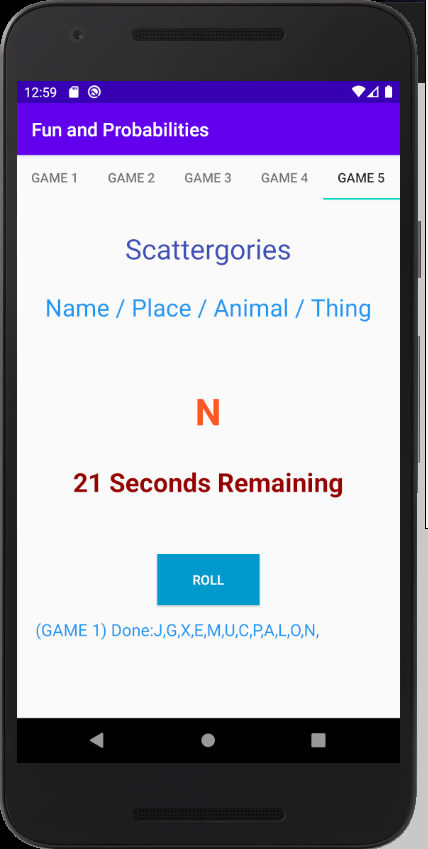 12:59
Fun and Probabilities
GAME 1 GAME 2 GAME 3 GAME 4 GAME 5
Scattergories
Name / Place / Animal / Thing
N
21 Seconds Remaining
ROLL
(GAME 1) Done:J,G,X,E,M,U,C,P,A,L,O,N,